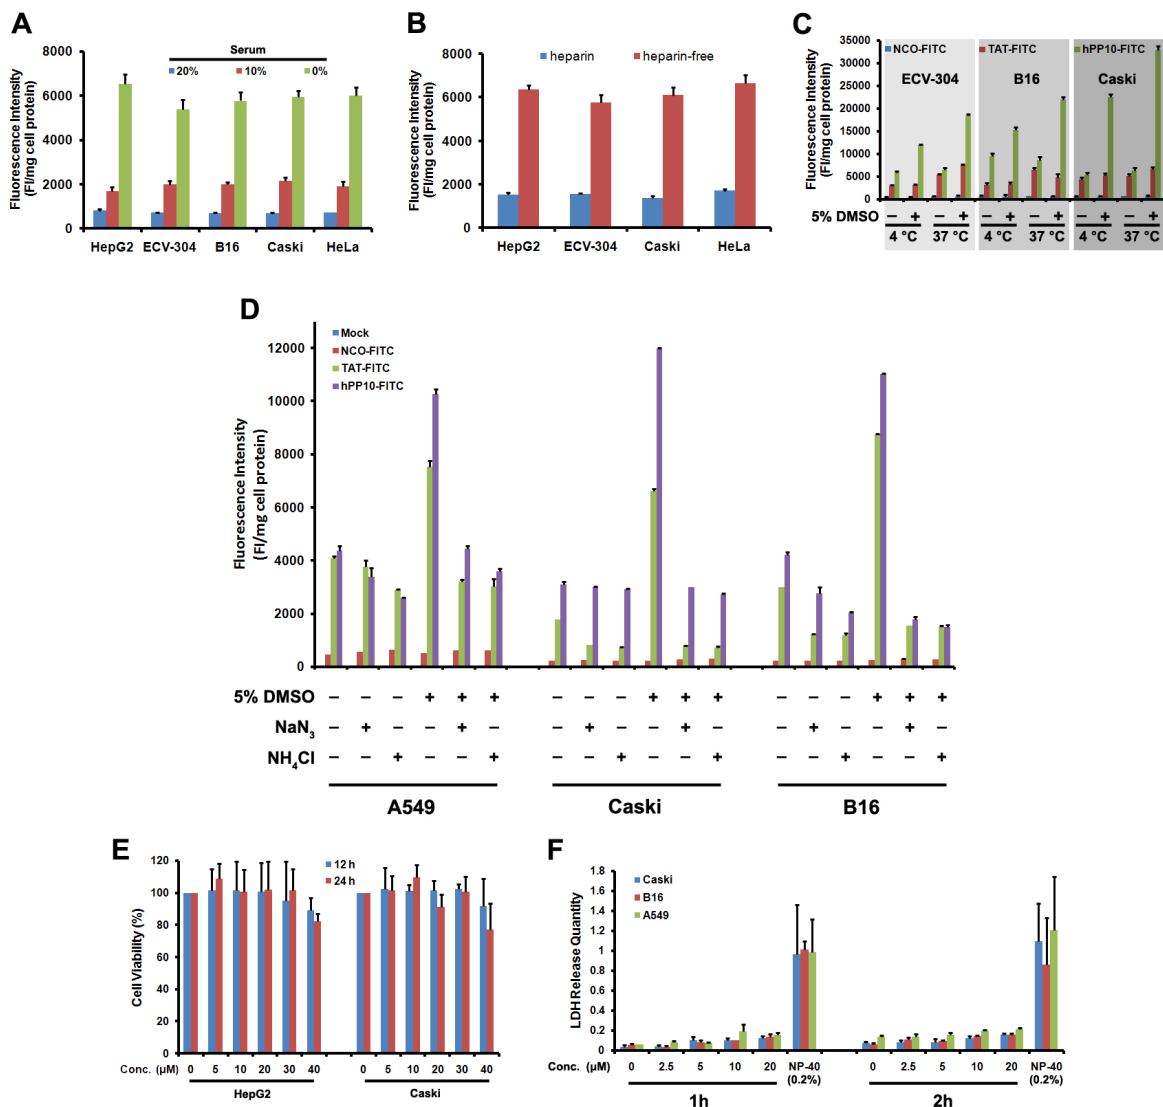 A
Serum
20% 10% 0%
Fluorescence Intensity
(FI/mg cell protein)
8000
6000
4000
2000
0
HepG2 ECV-304 B16 Caski HeLa
B
heparin heparin-free
Fluorescence Intensity
(FI/mg cell protein)
8000
6000
4000
2000
0
HepG2 ECV-304 Caski HeLa
C
NCO-FITC TAT-FITC hPP10-FITC
ECV-304 B16 Caski
Fluorescence Intensity
(FI/mg cell protein)
35000
30000
25000
20000
15000
10000
5000
0
5% DMSO − + − + − + − + − + − +
4 °C 37 °C 4 °C 37 °C 4 °C 37 °C
D
Mock
NCO-FITC
TAT-FITC
hPP10-FITC
Fluorescence Intensity
(FI/mg cell protein)
12000
10000
8000
6000
4000
2000
0
5% DMSO − − − + + + − − − + + + − − − + + +
NaN3 − + − − + − − + − − + − − + − − + −
NH4Cl − − + − − + − − + − − + − − + − − +
A549 Caski B16
E
12 h
24 h
Cell Viability (%)
120
100
80
60
40
20
0
Conc. (μM) 0 5 10 20 30 40 0 5 10 20 30 40
HepG2 Caski
F
Caski
B16
A549
LDH Release Quantity
1.8
1.6
1.4
1.2
1
0.8
0.6
0.4
0.2
0
Conc. (μM) 0 2.5 5 10 20 NP-40 0 2.5 5 10 20 NP-40
(0.2%) (0.2%)
1h 2h